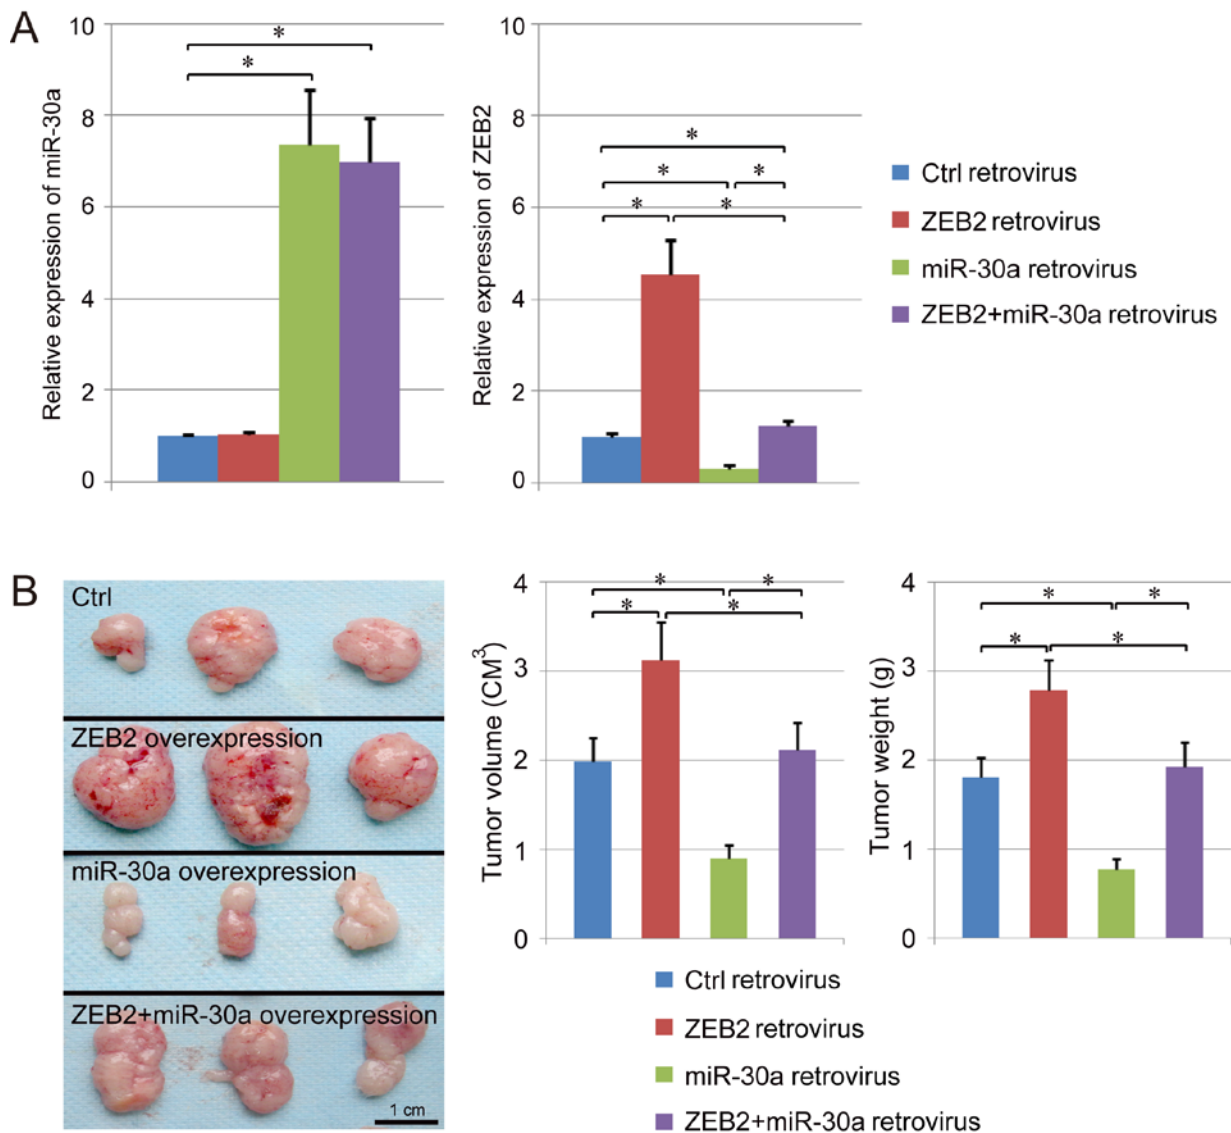 A
Relative expression of miR-30a
10
8
6
4
2
0
*
*
Relative expression of ZEB2
10
8
6
4
2
0
*
* *
* *
Ctrl retrovirus
ZEB2 retrovirus
miR-30a retrovirus
ZEB2+miR-30a retrovirus
B
Ctrl
ZEB2 overexpression
miR-30a overexpression
ZEB2+miR-30a overexpression
1 cm
Tumor volume (CM3)
4
3
2
1
0
* *
* *
Tumor weight (g)
4
3
2
1
0
* *
* *
Ctrl retrovirus
ZEB2 retrovirus
miR-30a retrovirus
ZEB2+miR-30a retrovirus